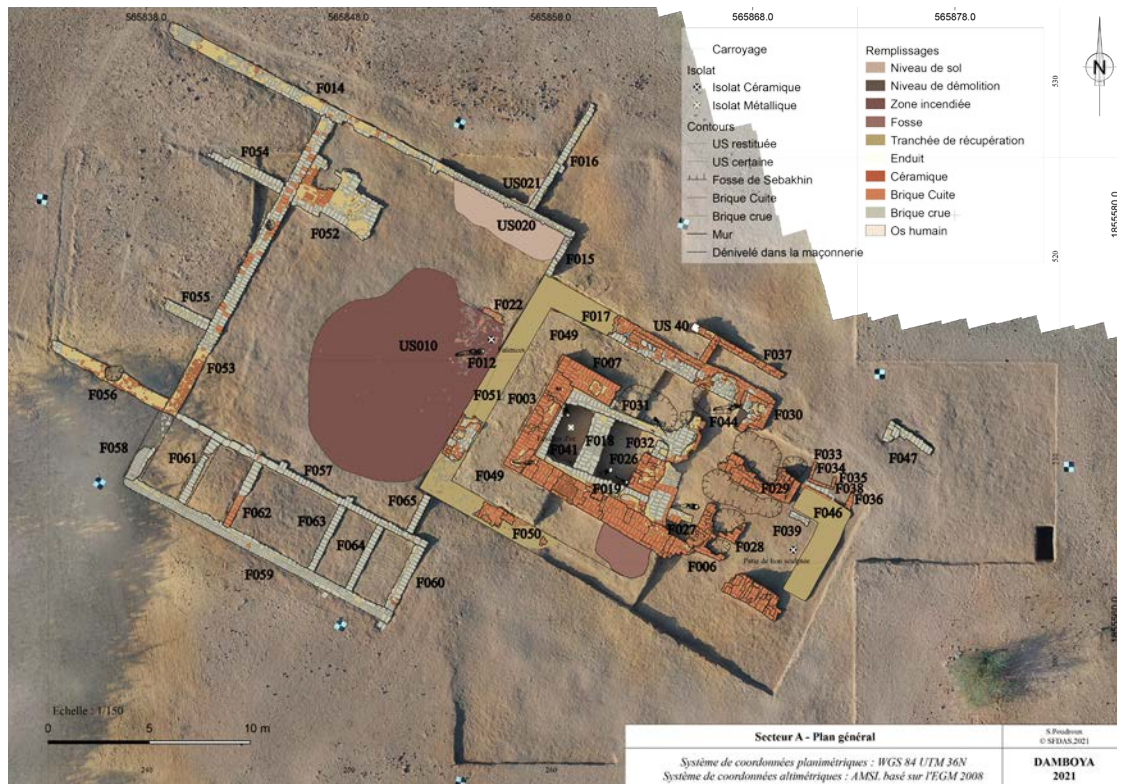 565838.0 565848.0 565858.0 565868.0 565878.0
Carroyage
Isolat
Isolat Céramique
Isolat Métallique
Contours
US restituée
US certaine
Fosse de Sebakhin
Brique Cuite
Brique crue
Mur
Dénivelé dans la maçonnerie
Remplissages
Niveau de sol
Niveau de démolition
Zone incendiée
Fosse
Tranchée de récupération
Enduit
Céramique
Brique Cuite
Brique crue
Os humain
N
530
1855580.0
520
F014
F054
F016
US021
F052
US020
F015
F055
F022
F017
US 40
F049
US010
F012
F007
F037
F053
F051
F003
F031
F056
F044
F030
F018
F032
F058
F061
F041
F047
F057
F026
F033
F034
F035
F049
F029
F038
F065
F019
F036
F062
F046
F063
F027
F039
F050
F028
F064
F006
F059
F060
Echelle : 1/150
0 5 10 m
240 260
Secteur A - Plan général
Système de coordonnées planimétriques : WGS 84 UTM 36N
Système de coordonnées altimétriques : AMSL basé sur l'EGM 2008
S.Poudroux
© SFDAS,2021
DAMBOYA
2021